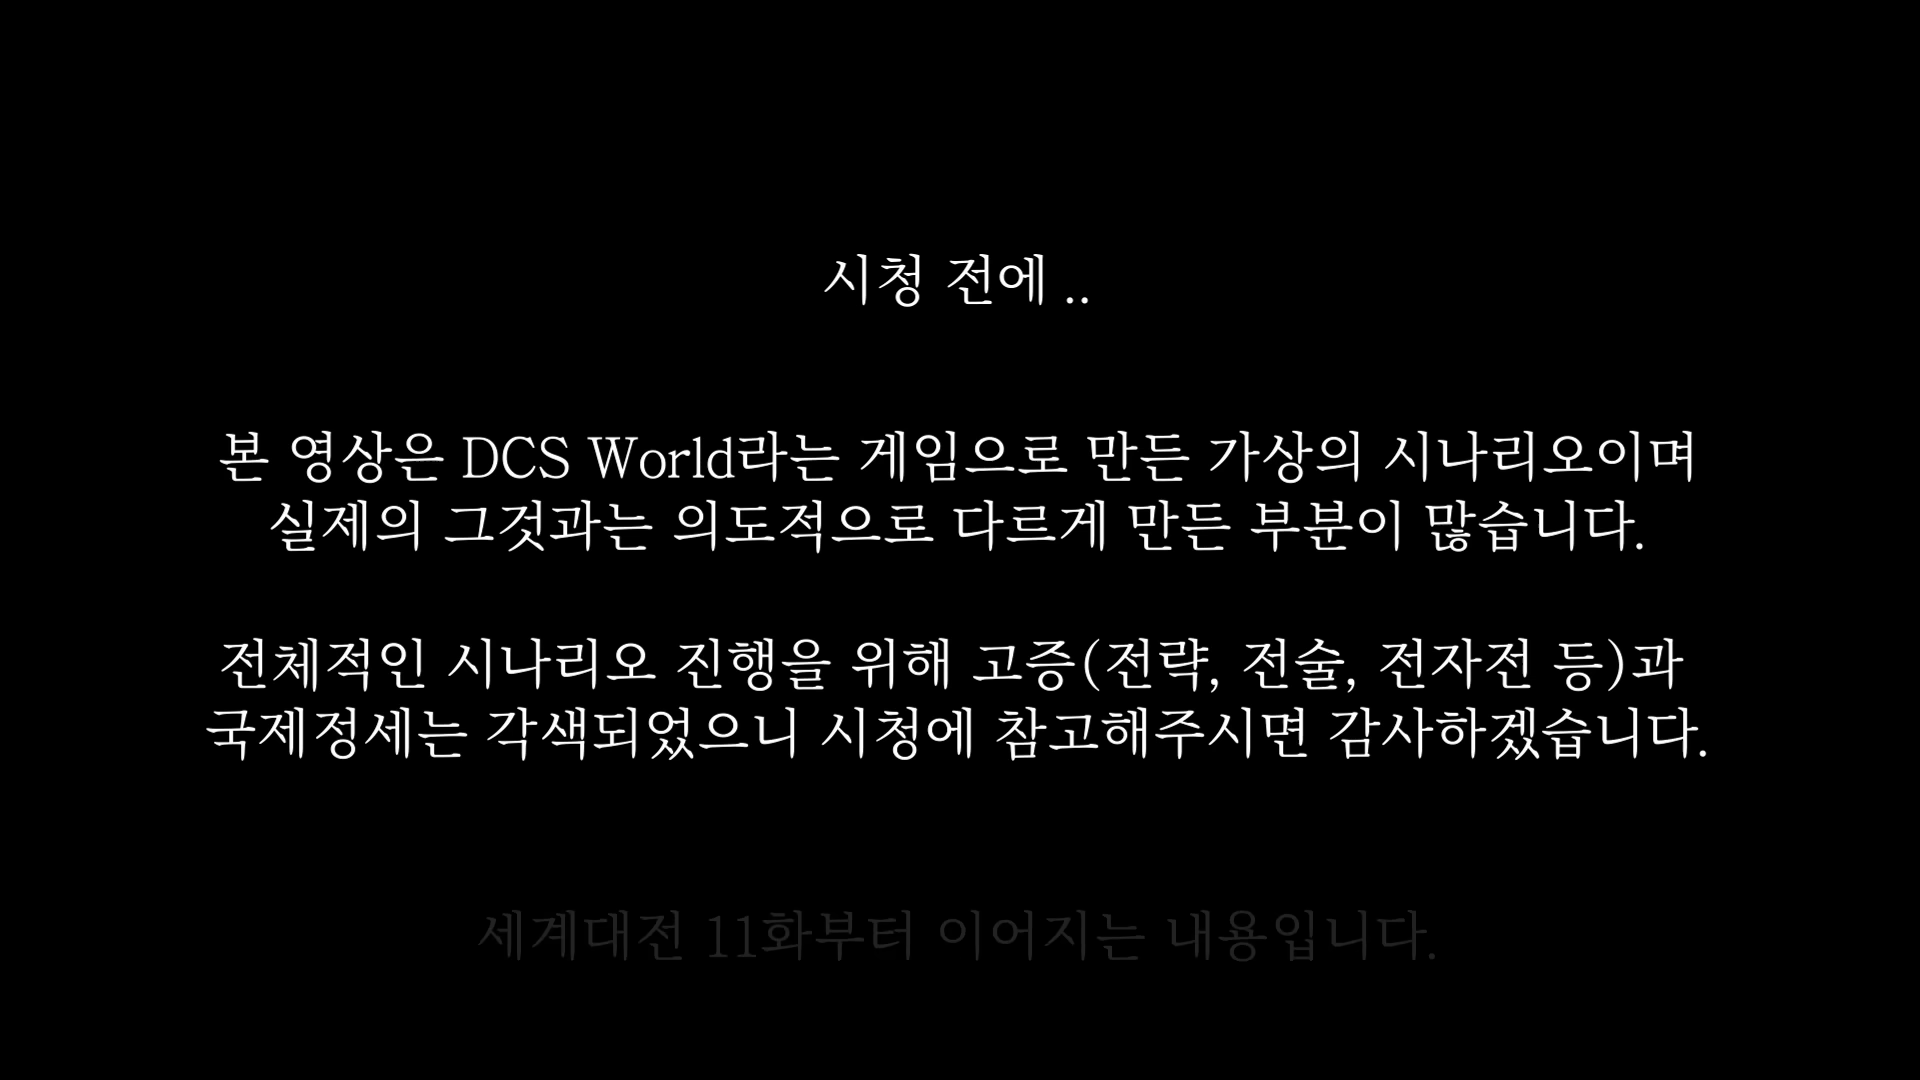 시청 전에 ..
본 영상은 DCS World라는 게임으로 만든 가상의 시나리오이며
실제의 그것과는 의도적으로 다르게 만든 부분이 많습니다.
전체적인 시나리오 진행을 위해 고증(전략, 전술, 전자전 등)과
국제정세는 각색되었으니 시청에 참고해주시면 감사하겠습니다.
세계대전 11화부터 이어지는 내용입니다.